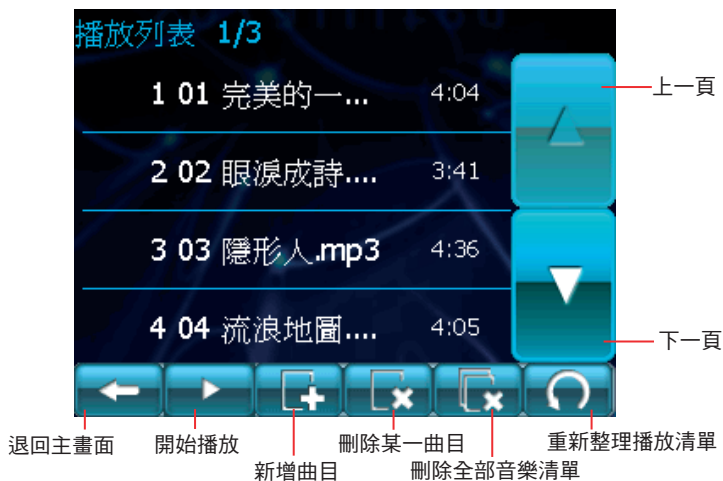 播放列表 1/3
1 01 完美的一... 4:04
上一頁
2 02 眼淚成詩.... 3:41
3 03 隱形人.mp3 4:36
4 04 流浪地圖.... 4:05
下一頁
退回主畫面
開始播放
新增曲目
刪除某一曲目
刪除全部音樂清單
重新整理播放清單